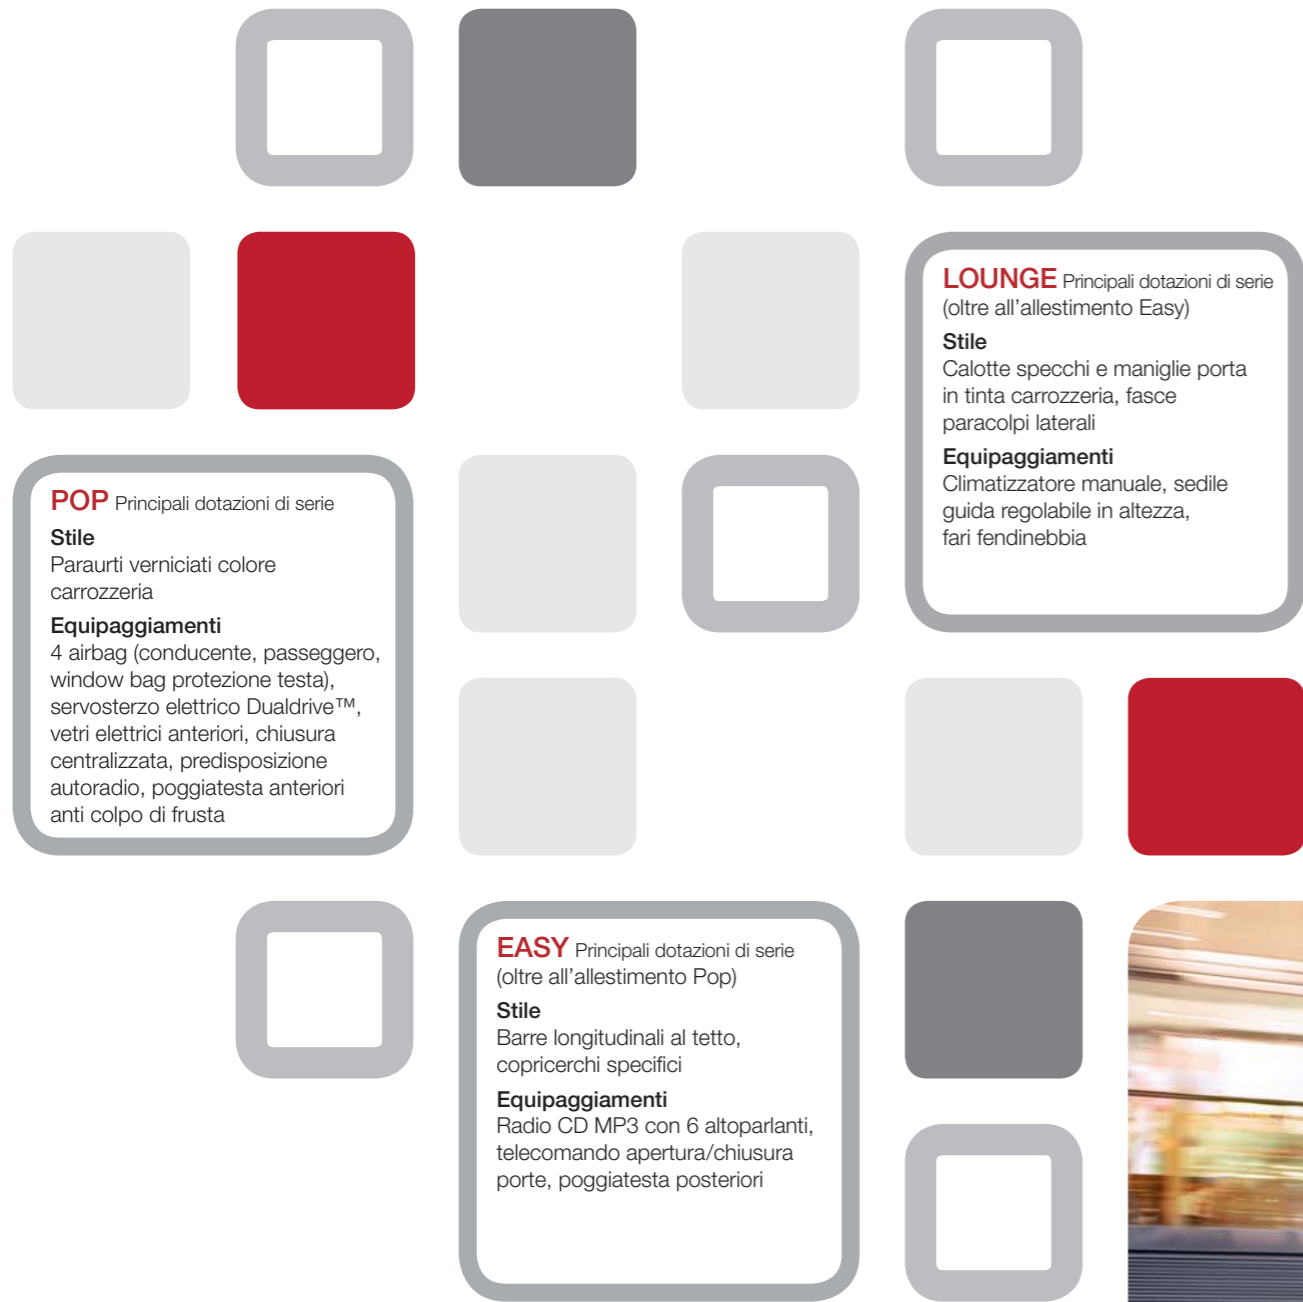 LOUNGE Principali dotazioni di serie
(oltre all'allestimento Easy)
Stile
Calotte specchi e maniglie porta
in tinta carrozzeria, fasce
paracolpi laterali
Equipaggiamenti
Climatizzatore manuale, sedile
guida regolabile in altezza,
fari fendinebbia
POP Principali dotazioni di serie
Stile
Paraurti verniciati colore
carrozzeria
Equipaggiamenti
4 airbag (conducente, passeggero,
window bag protezione testa),
servosterzo elettrico Dualdrive™,
vetri elettrici anteriori, chiusura
centralizzata, predisposizione
autoradio, poggiatesta anteriori
anti colpo di frusta
EASY Principali dotazioni di serie
(oltre all'allestimento Pop)
Stile
Barre longitudinali al tetto,
copricerchi specifici
Equipaggiamenti
Radio CD MP3 con 6 altoparlanti,
telecomando apertura/chiusura
porte, poggiatesta posteriori